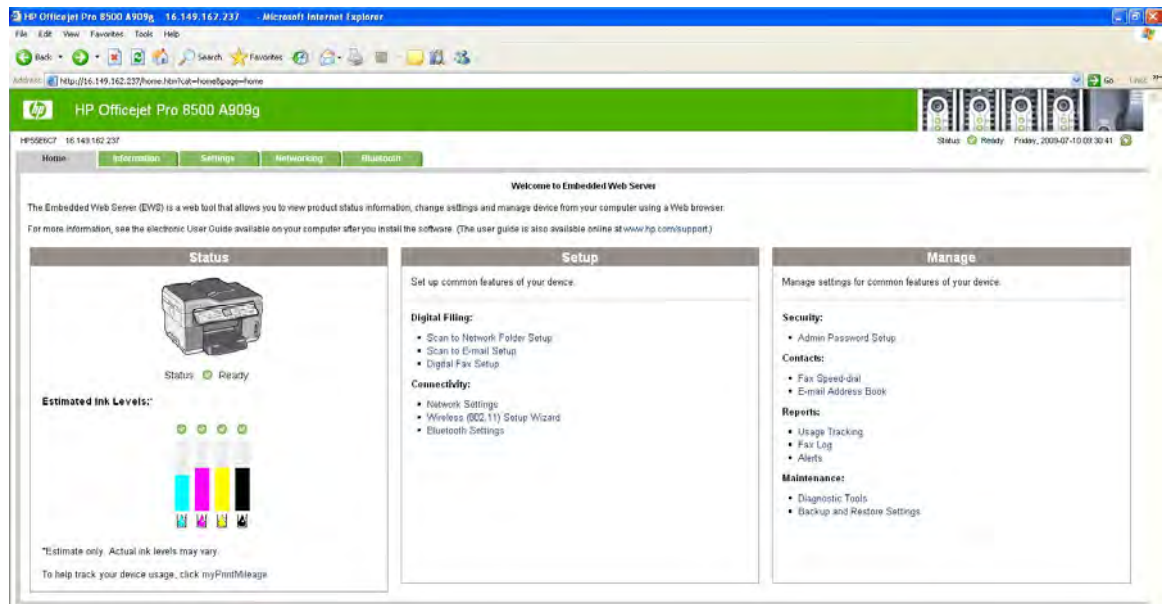 HP Officejet Pro 8500 A909g 16.149.162.237 - Microsoft Internet Explorer
File Edit View Favorites Tools Help
Back Search Favorites
Address http://16.149.162.237/home.htm?cat=home&page=home Go Links
hp HP Officejet Pro 8500 A909g
HP55E6C7 16.149.162.237 Status: Ready Friday, 2009-07-10 09:30:41
Home Information Settings Networking Bluetooth
Welcome to Embedded Web Server
The Embedded Web Server (EWS) is a web tool that allows you to view product status information, change settings and manage device from your computer using a Web browser.
For more information, see the electronic User Guide available on your computer after you install the software. (The user guide is also available online at www.hp.com/support.)
Status
Status: Ready
Estimated Ink Levels:*
*Estimate only. Actual ink levels may vary.
To help track your device usage, click myPrintMileage
Setup
Set up common features of your device.
Digital Filing:
• Scan to Network Folder Setup
• Scan to E-mail Setup
• Digital Fax Setup
Connectivity:
• Network Settings
• Wireless (802.11) Setup Wizard
• Bluetooth Settings
Manage
Manage settings for common features of your device.
Security:
• Admin Password Setup
Contacts:
• Fax Speed-dial
• E-mail Address Book
Reports:
• Usage Tracking
• Fax Log
• Alerts
Maintenance:
• Diagnostic Tools
• Backup and Restore Settings